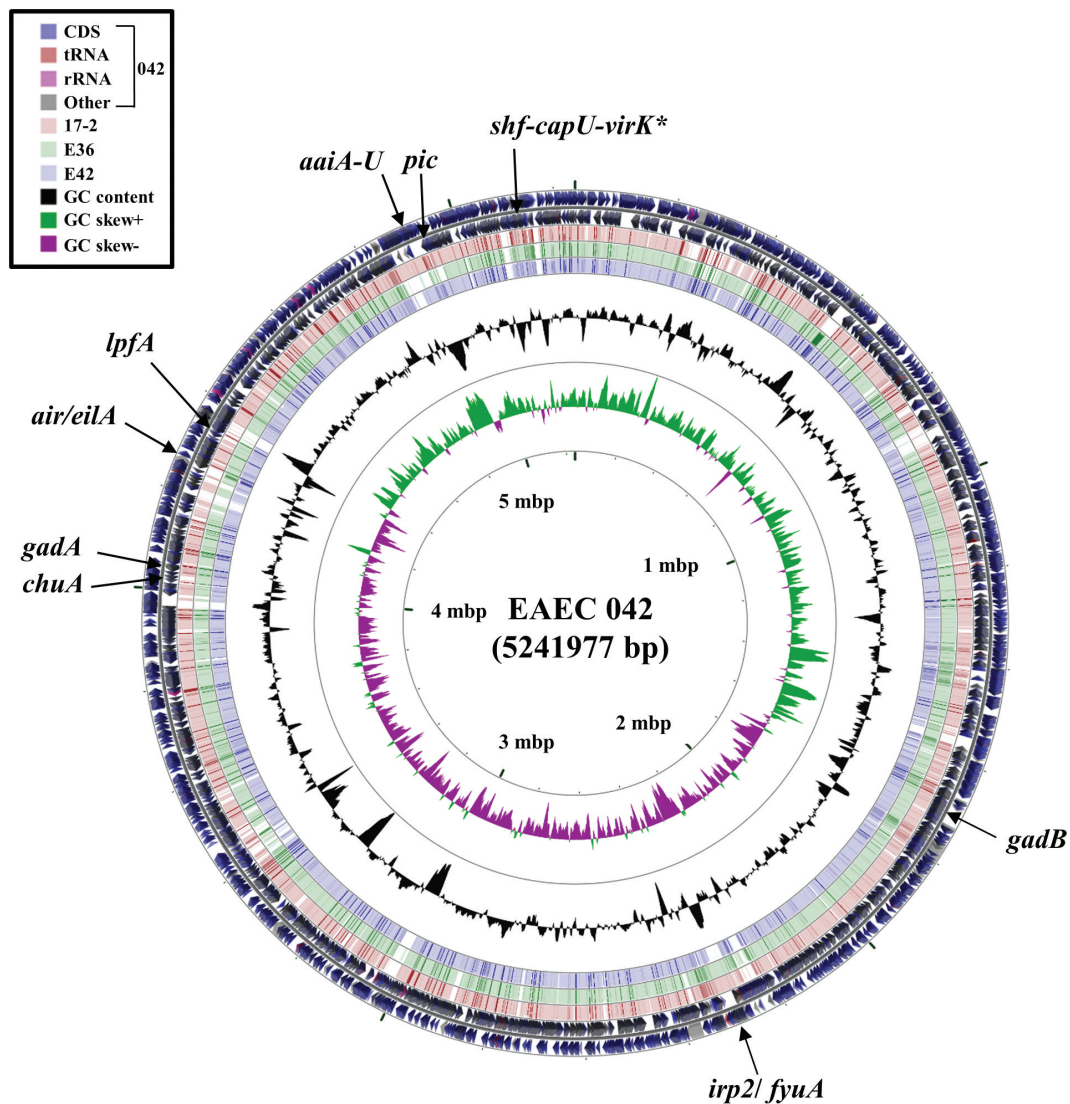 CDS
tRNA
rRNA
Other
042
17-2
E36
E42
GC content
GC skew+
GC skew-
shf-capU-virK*
aaiA-U
pic
lpfA
air/eilA
gadA
chuA
5 mbp
1 mbp
4 mbp
EAEC 042
(5241977 bp)
2 mbp
3 mbp
gadB
irp2/ fyuA